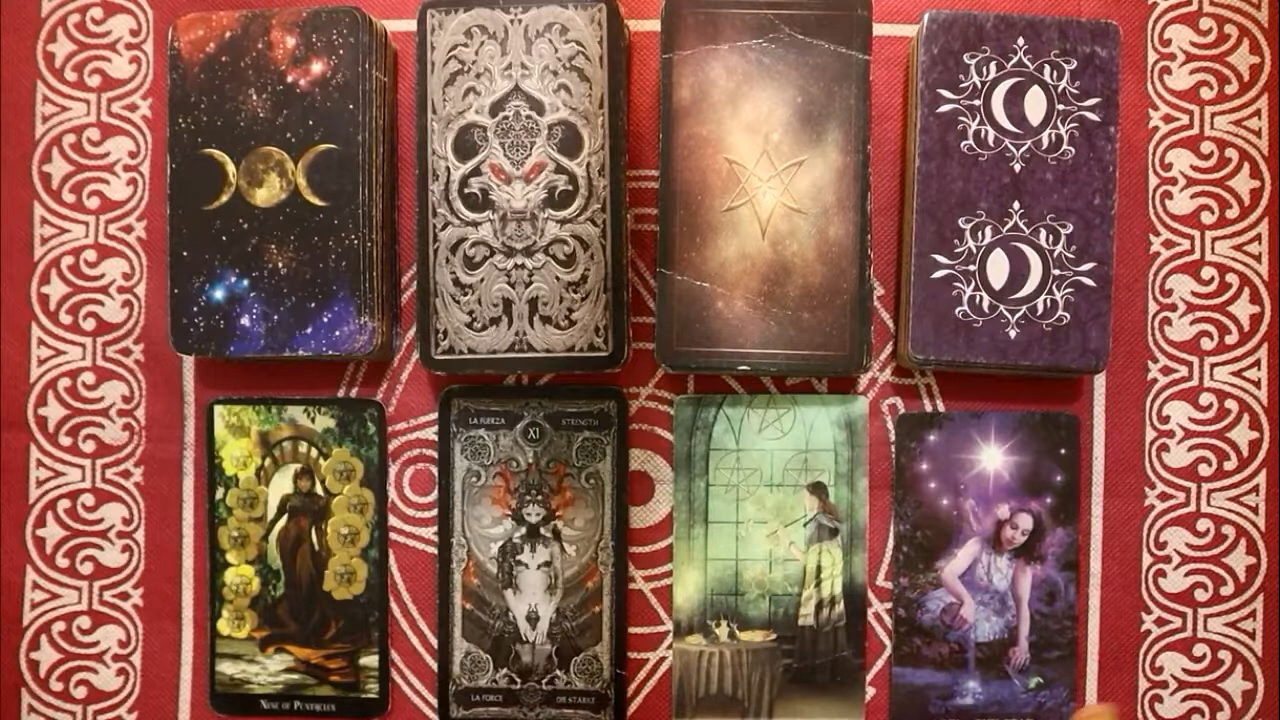 LA FUERZA
STRENGTH
XI
NINE OF PENTACLES
LA FORCE
DIE STÄRKE